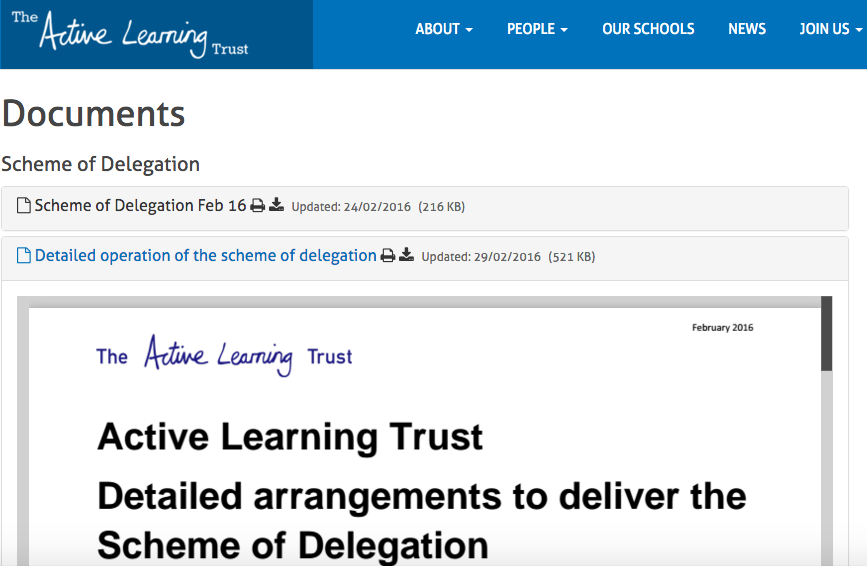 The Active Learning Trust
ABOUT PEOPLE OUR SCHOOLS NEWS JOIN US
Documents
Scheme of Delegation
Scheme of Delegation Feb 16 Updated: 24/02/2016 (216 KB)
Detailed operation of the scheme of delegation Updated: 29/02/2016 (521 KB)
February 2016
The Active Learning Trust
Active Learning Trust
Detailed arrangements to deliver the
Scheme of Delegation